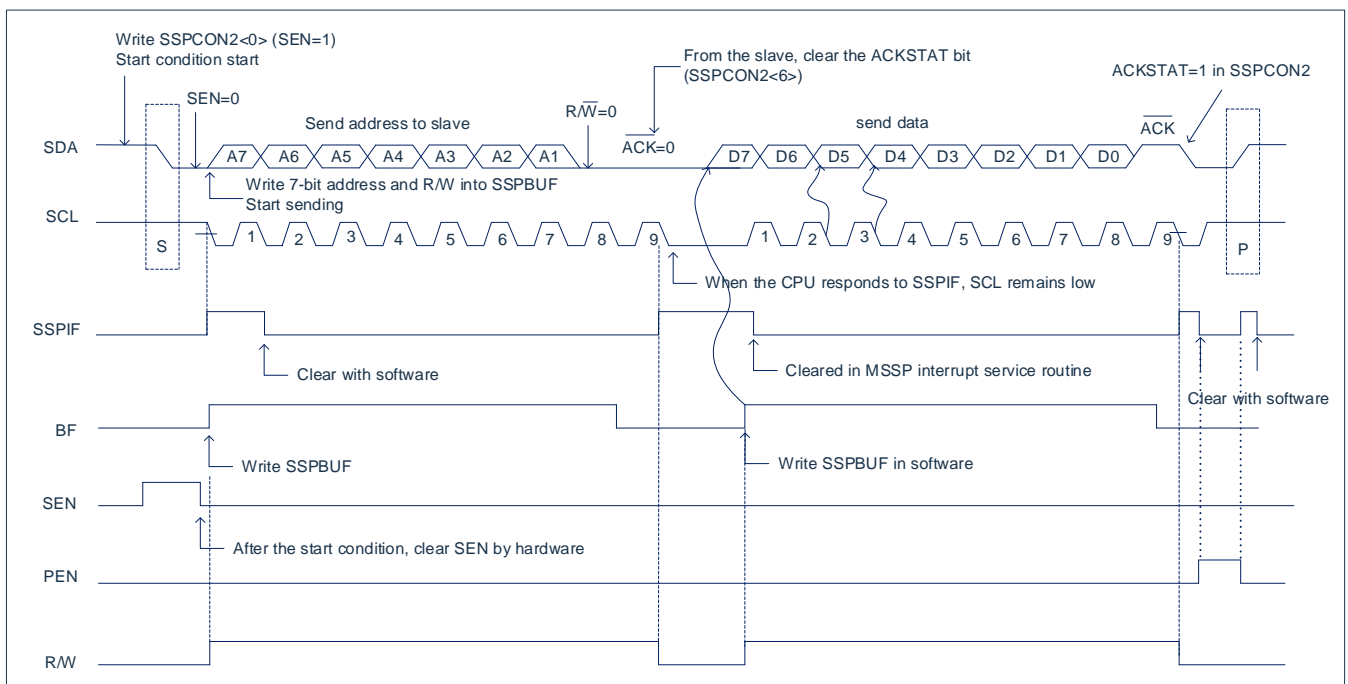 Write SSPCON2<0> (SEN=1)
Start condition start
From the slave, clear the ACKSTAT bit
(SSPCON2<6>)
ACKSTAT=1 in SSPCON2
SEN=0
R/W=0
Send address to slave
send data
ACK=0
ACK
SDA
A7 A6 A5 A4 A3 A2 A1
D7 D6 D5 D4 D3 D2 D1 D0
Write 7-bit address and R/W into SSPBUF
Start sending
SCL
S
1 2 3 4 5 6 7 8 9
1 2 3 4 5 6 7 8 9
P
When the CPU responds to SSPIF, SCL remains low
SSPIF
Clear with software
Cleared in MSSP interrupt service routine
Clear with software
BF
Write SSPBUF
Write SSPBUF in software
SEN
After the start condition, clear SEN by hardware
PEN
R/W